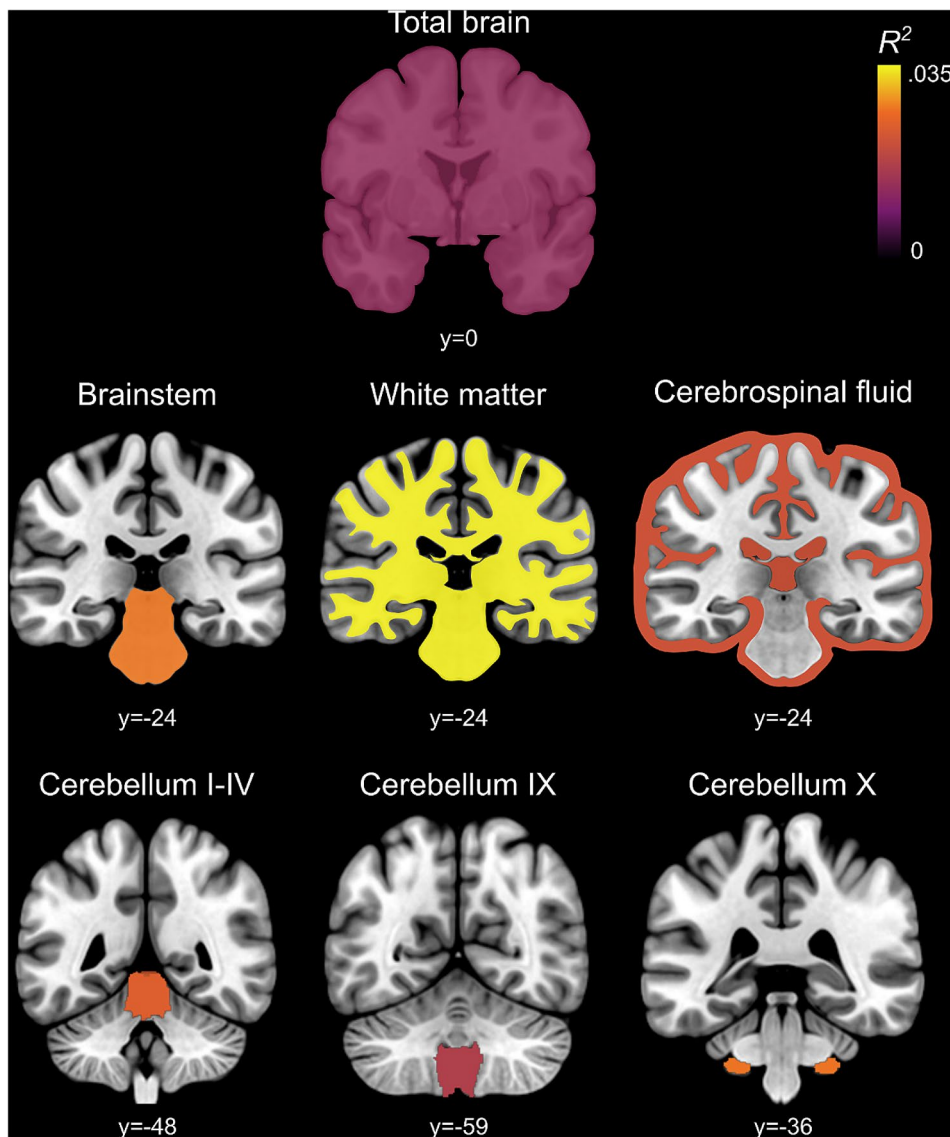 Total brain
R²
.035
0
y=0
Brainstem
White matter
Cerebrospinal fluid
y=-24
y=-24
y=-24
Cerebellum I-IV
Cerebellum IX
Cerebellum X
y=-48
y=-59
y=-36